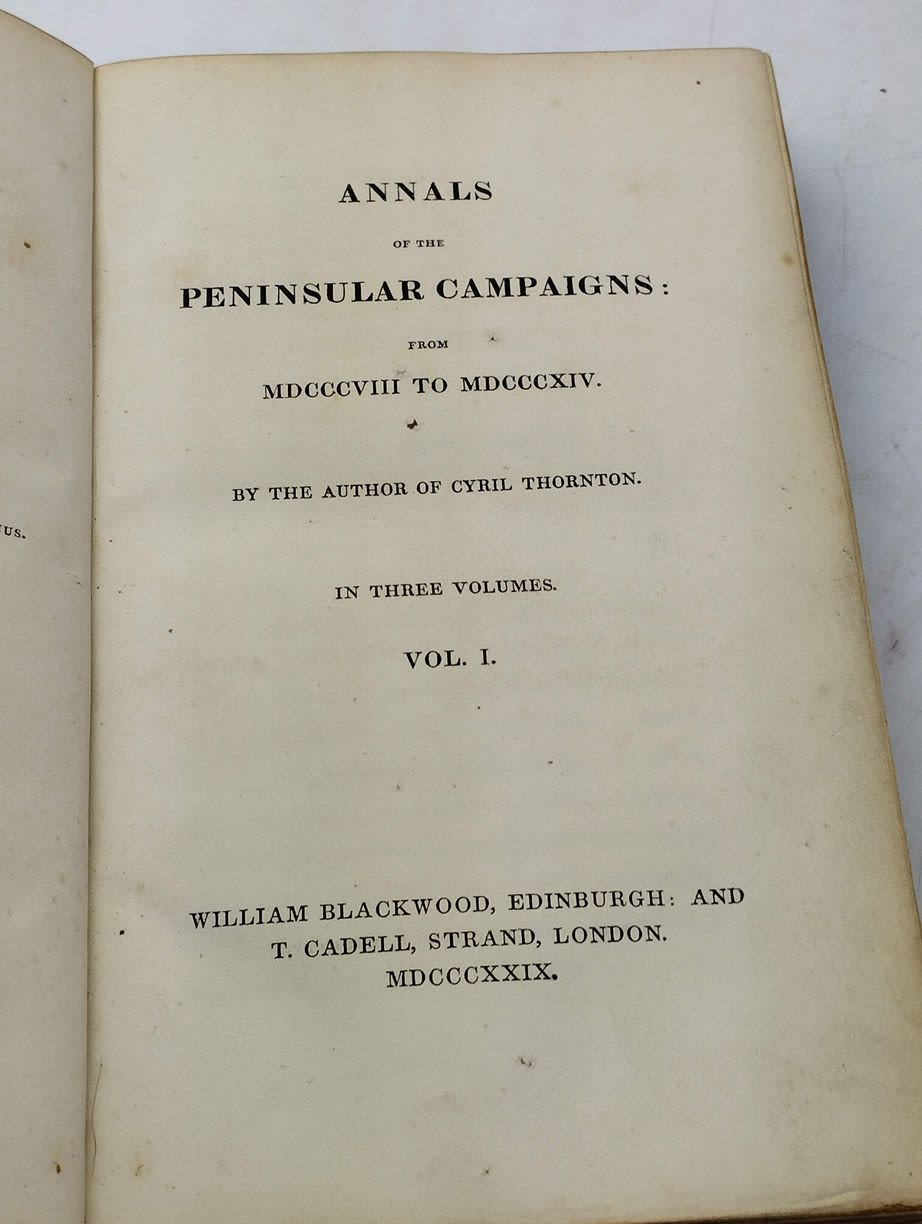 ANNALS
OF THE
PENINSULAR CAMPAIGNS:
FROM
MDCCCVIII TO MDCCCXIV.
BY THE AUTHOR OF CYRIL THORNTON.
IN THREE VOLUMES.
VOL. I.
WILLIAM BLACKWOOD, EDINBURGH: AND
T. CADELL, STRAND, LONDON.
MDCCCXXIX.